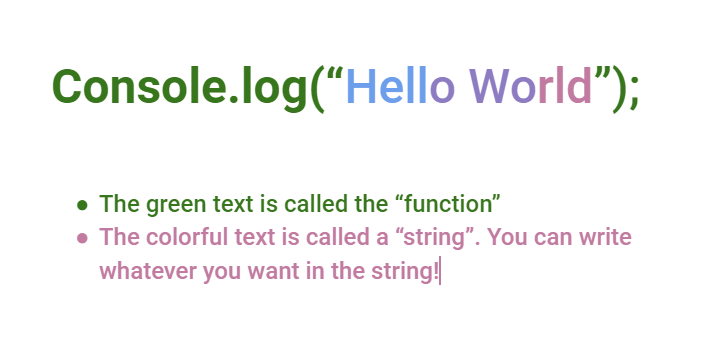 Console.log(“Hello World”);
● The green text is called the “function”
● The colorful text is called a “string”. You can write
whatever you want in the string!